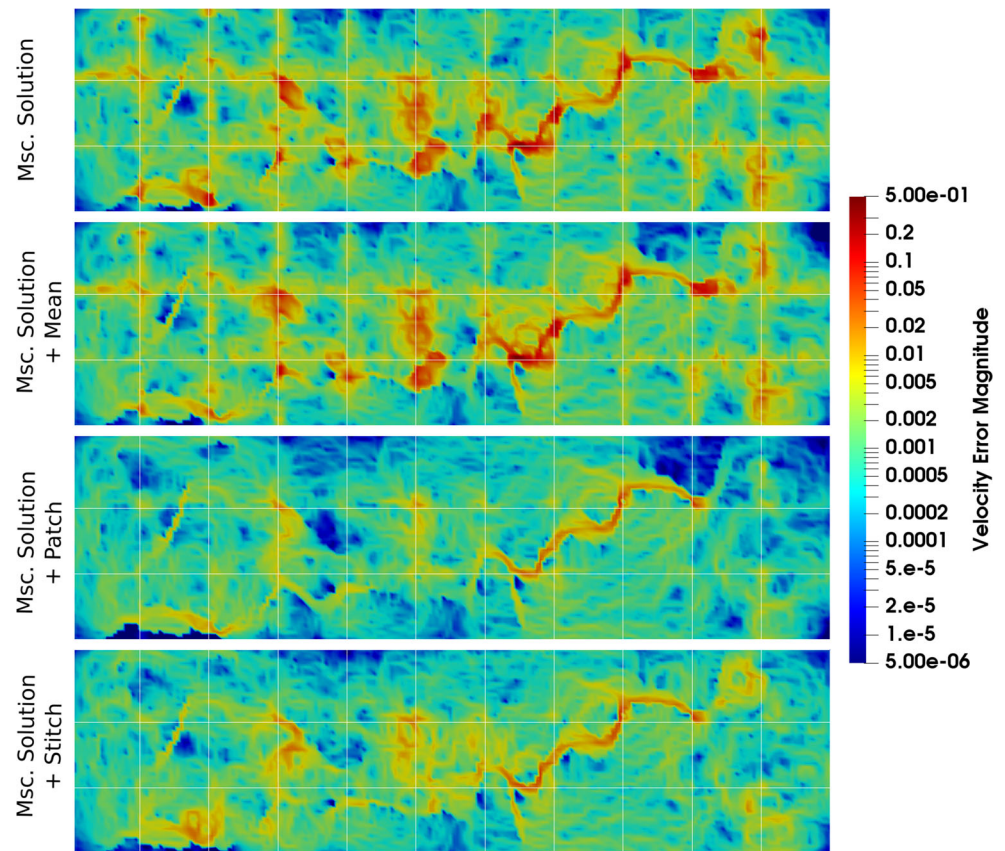 Msc. Solution
Msc. Solution
+ Mean
Msc. Solution
+ Patch
Msc. Solution
+ Stitch
5.00e-01
0.2
0.1
0.05
0.02
0.01
0.005
0.002
0.001
0.0005
0.0002
0.0001
5.e-5
2.e-5
1.e-5
5.00e-06
Velocity Error Magnitude